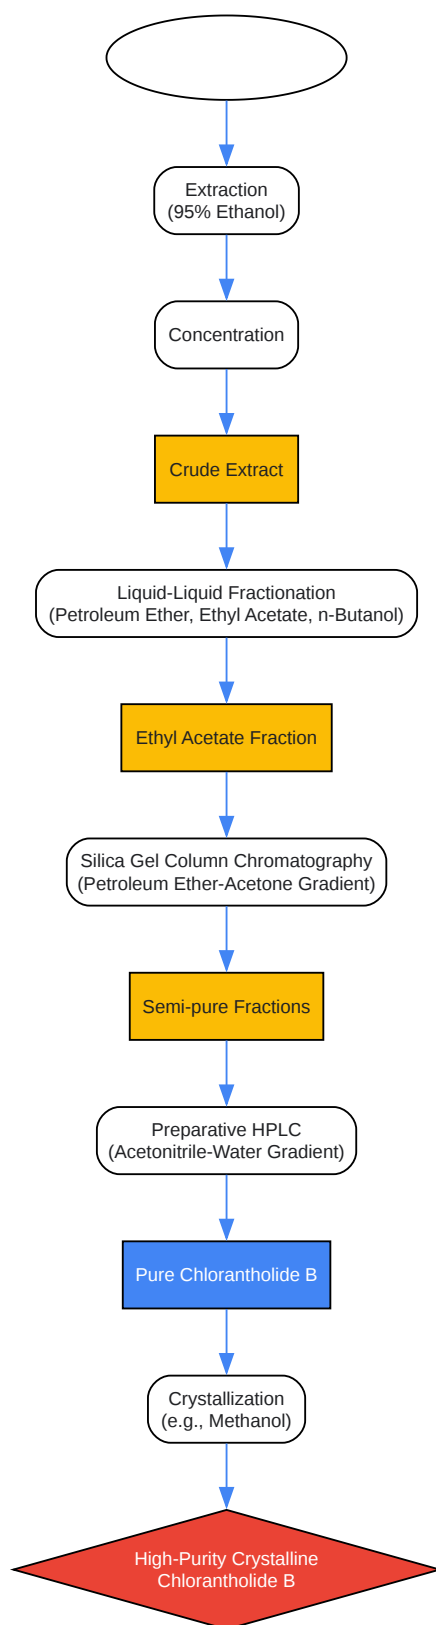 Extraction
(95% Ethanol)
Concentration
Crude Extract
Liquid-Liquid Fractionation
(Petroleum Ether, Ethyl Acetate, n-Butanol)
Ethyl Acetate Fraction
Silica Gel Column Chromatography
(Petroleum Ether-Acetone Gradient)
Semi-pure Fractions
Preparative HPLC
(Acetonitrile-Water Gradient)
Pure Chlorantholide B
Crystallization
(e.g., Methanol)
High-Purity Crystalline
Chlorantholide B